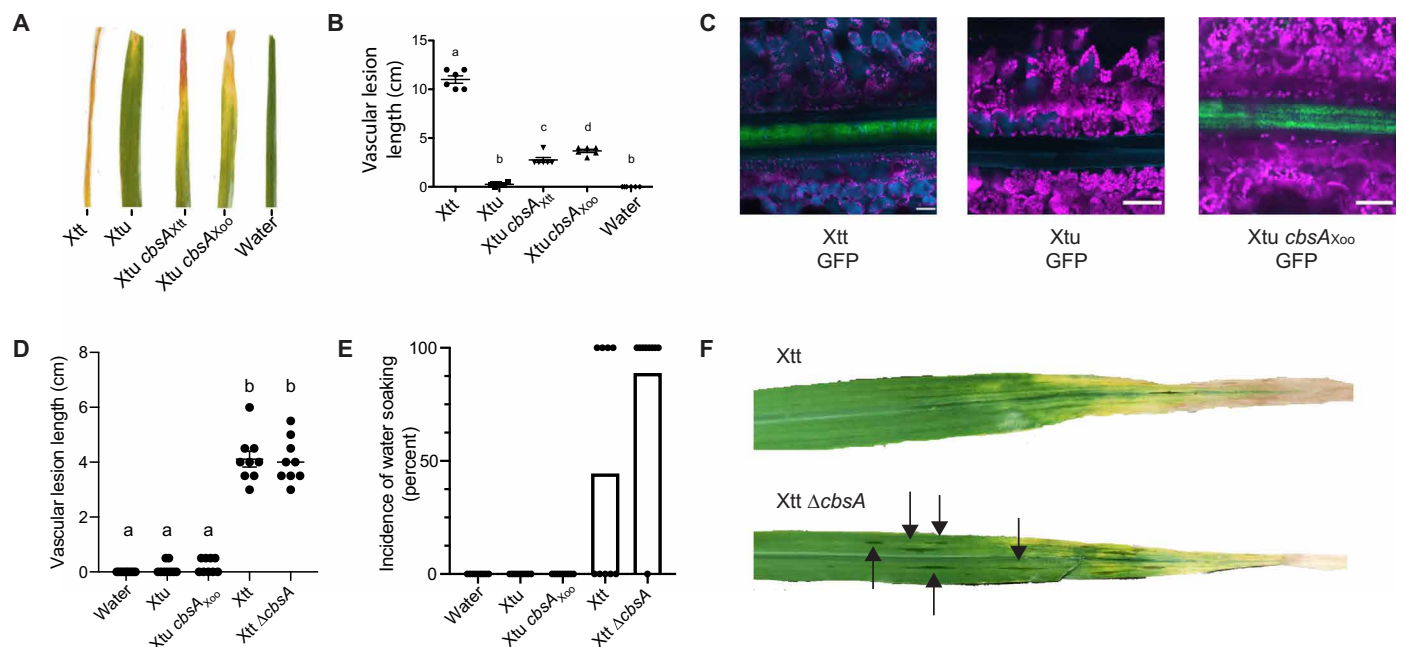 A
Xtt
Xtu
Xtu cbsAXtt
Xtu cbsAXoo
Water
B
Vascular lesion
length (cm)
15
10
5
0
a
b
c
d
b
Xtt
Xtu
Xtu cbsAXtt
Xtu cbsAXoo
Water
C
Xtt
GFP
Xtu
GFP
Xtu cbsAXoo
GFP
D
Vascular lesion length (cm)
8
6
4
2
0
a
a
a
b
b
Water
Xtu
Xtu cbsAXoo
Xtt
Xtt ΔcbsA
E
Incidence of water soaking
(percent)
100
50
0
Water
Xtu
Xtu cbsAXoo
Xtt
Xtt ΔcbsA
F
Xtt
Xtt ΔcbsA